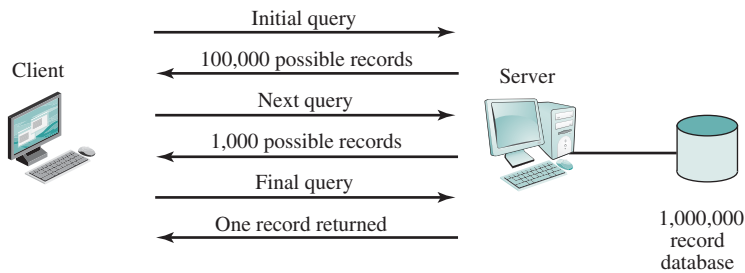 Initial query
100,000 possible records
Client
Server
Next query
1,000 possible records
Final query
One record returned
1,000,000
record
database